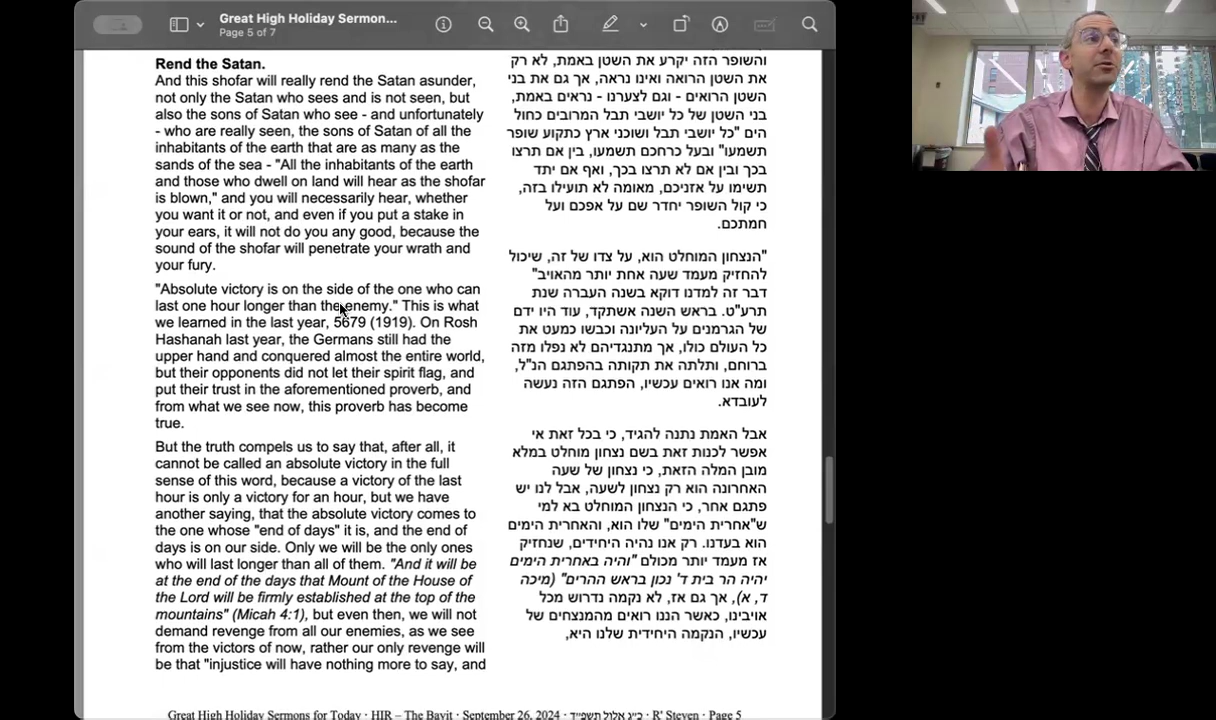 Great High Holiday Sermon...
Page 5 of 7
Rend the Satan.
And this shofar will really rend the Satan asunder,
not only the Satan who sees and is not seen, but
also the sons of Satan who see - and unfortunately
- who are really seen, the sons of Satan of all the
inhabitants of the earth that are as many as the
sands of the sea - "All the inhabitants of the earth
and those who dwell on land will hear as the shofar
is blown," and you will necessarily hear, whether
you want it or not, and even if you put a stake in
your ears, it will not do you any good, because the
sound of the shofar will penetrate your wrath and
your fury.
"Absolute victory is on the side of the one who can
last one hour longer than the enemy." This is what
we learned in the last year, 5679 (1919). On Rosh
Hashanah last year, the Germans still had the
upper hand and conquered almost the entire world,
but their opponents did not let their spirit flag, and
put their trust in the aforementioned proverb, and
from what we see now, this proverb has become
true.
But the truth compels us to say that, after all, it
cannot be called an absolute victory in the full
sense of this word, because a victory of the last
hour is only a victory for an hour, but we have
another saying, that the absolute victory comes to
the one whose "end of days" it is, and the end of
days is on our side. Only we will be the only ones
who will last longer than all of them. "And it will be
at the end of the days that Mount of the House of
the Lord will be firmly established at the top of the
mountains" (Micah 4:1), but even then, we will not
demand revenge from all our enemies, as we see
from the victors of now, rather our only revenge will
be that "injustice will have nothing more to say, and
והשופר הזה יקרע את השטן באמת, לא רק
את השטן הרואה ואינו נראה, אך גם את בני
השטן הרואים - וגם לצערנו - נראים באמת,
בני השטן של כל יושבי תבל המרובים כחול
הים "כל יושבי תבל ושוכני ארץ כתקוע שופר
תשמעו" ובעל כרחכם תשמעו, בין אם תרצו
בכך ובין אם לא תרצו בכך, ואף אם יתד
תשימו על אזניכם, מאומה לא תועילו בזה,
כי קול השופר יחדר שם על אפכם ועל
חמתכם.
"הנצחון המוחלט הוא, על צדו של זה, שיכול
להחזיק מעמד שעה אחת יותר מהאויב"
דבר זה למדנו דוקא בשנה העברה שנת
תרע"ט. בראש השנה אשתקד, עוד היו ידם
של הגרמנים על העליונה וכבשו כמעט את
כל העולם כולו, אך מתנגדיהם לא נפלו מזה
ברוחם, ותלתה את תקותה בהפתגם הנ"ל,
ומה אנו רואים עכשיו, הפתגם הזה נעשה
לעובדא.
אבל האמת נתנה להגיד, כי בכל זאת אי
אפשר לכנות זאת בשם נצחון מוחלט במלא
מובן המלה הזאת, כי נצחון של שעה
האחרונה הוא רק נצחון לשעה, אבל לנו יש
פתגם אחר, כי הנצחון המוחלט בא למי
ש"אחרית הימים" שלו הוא, והאחרית הימים
הוא בעדנו. רק אנו נהיה היחידים, שנחזיק
אז מעמד יותר מכולם "והיה באחרית הימים
יהיה הר בית ד' נכון בראש ההרים" (מיכה
ד, א), אך גם אז, לא נקמה נדרוש מכל
אויבינו, כאשר הננו רואים מהמנצחים של
עכשיו, הנקמה היחידית שלנו היא,
Great High Holiday Sermons for Today · HIR – The Bayit · September 26, 2024 · כ״ג אלול תשפ״ד · R' Steven · Page 5